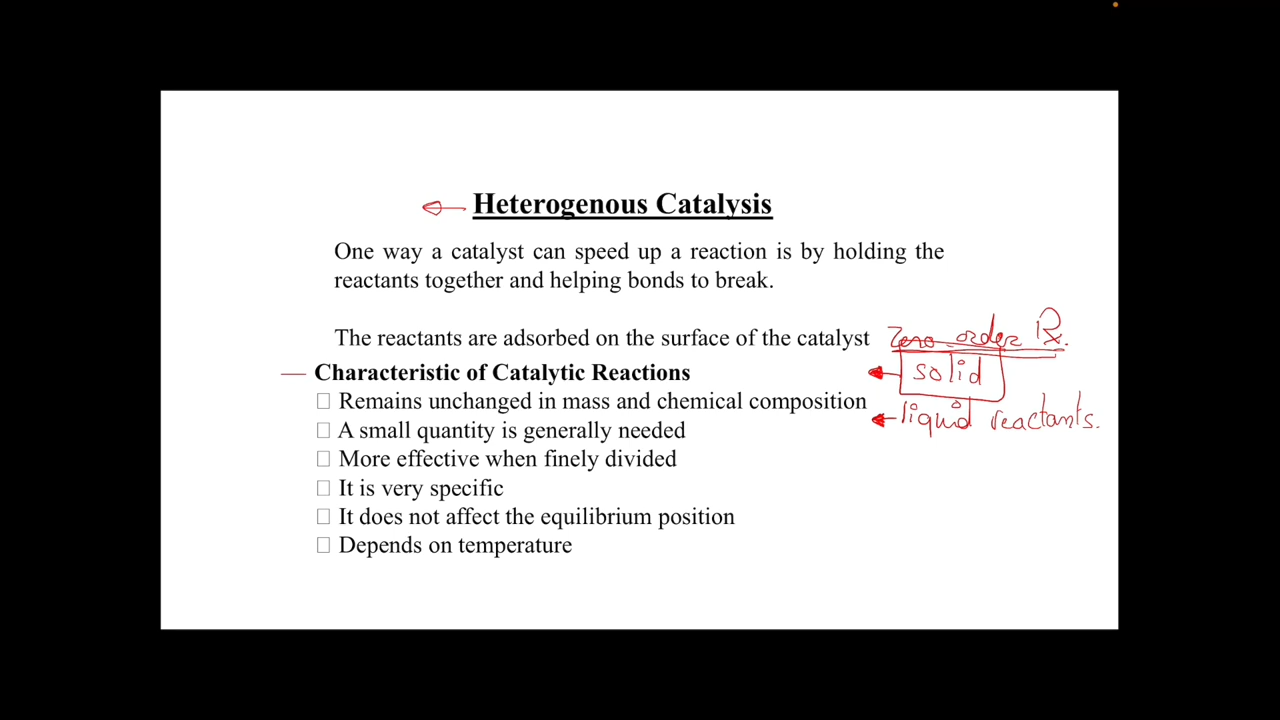 Heterogenous Catalysis
One way a catalyst can speed up a reaction is by holding the
reactants together and helping bonds to break.
The reactants are adsorbed on the surface of the catalyst Zero order Rx.
Characteristic of Catalytic Reactions
solid
□ Remains unchanged in mass and chemical composition
liquid reactants.
□ A small quantity is generally needed
□ More effective when finely divided
□ It is very specific
□ It does not affect the equilibrium position
□ Depends on temperature